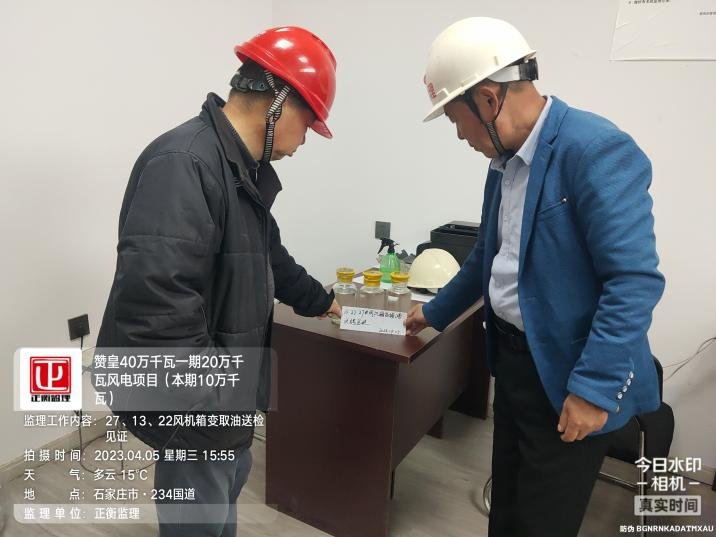 正衡管理
赞皇40万千瓦一期20万千
瓦风电项目（本期10万千
瓦）
监理工作内容：27、13、22风机箱变取油送检
见证
拍摄时间：2023.04.05 星期三 15:55
天 气：多云 15℃
地 点：石家庄市·234国道
监理单位：正衡监理
今日水印
相机
真实时间
防伪 BGNRNKADATMXAU